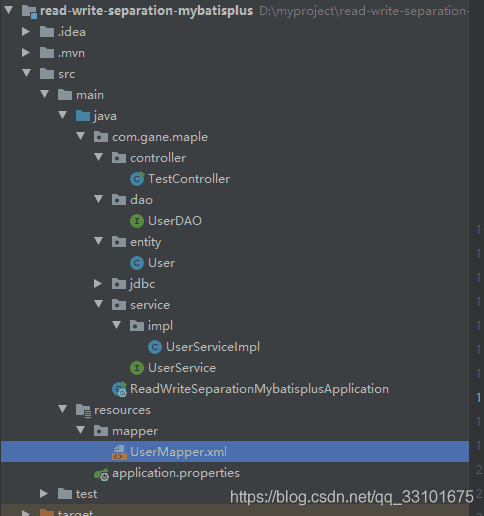 read-write-separation-mybatisplus D:\myproject\read-write-separation-
.idea
.mvn
src
main
java
com.gane.maple
controller
TestController
dao
UserDAO
entity
User
jdbc
service
impl
UserServiceImpl
UserService
ReadWriteSeparationMybatisplusApplication
resources
mapper
UserMapper.xml
application.properties
test
target
https://blog.csdn.net/qq_33101675